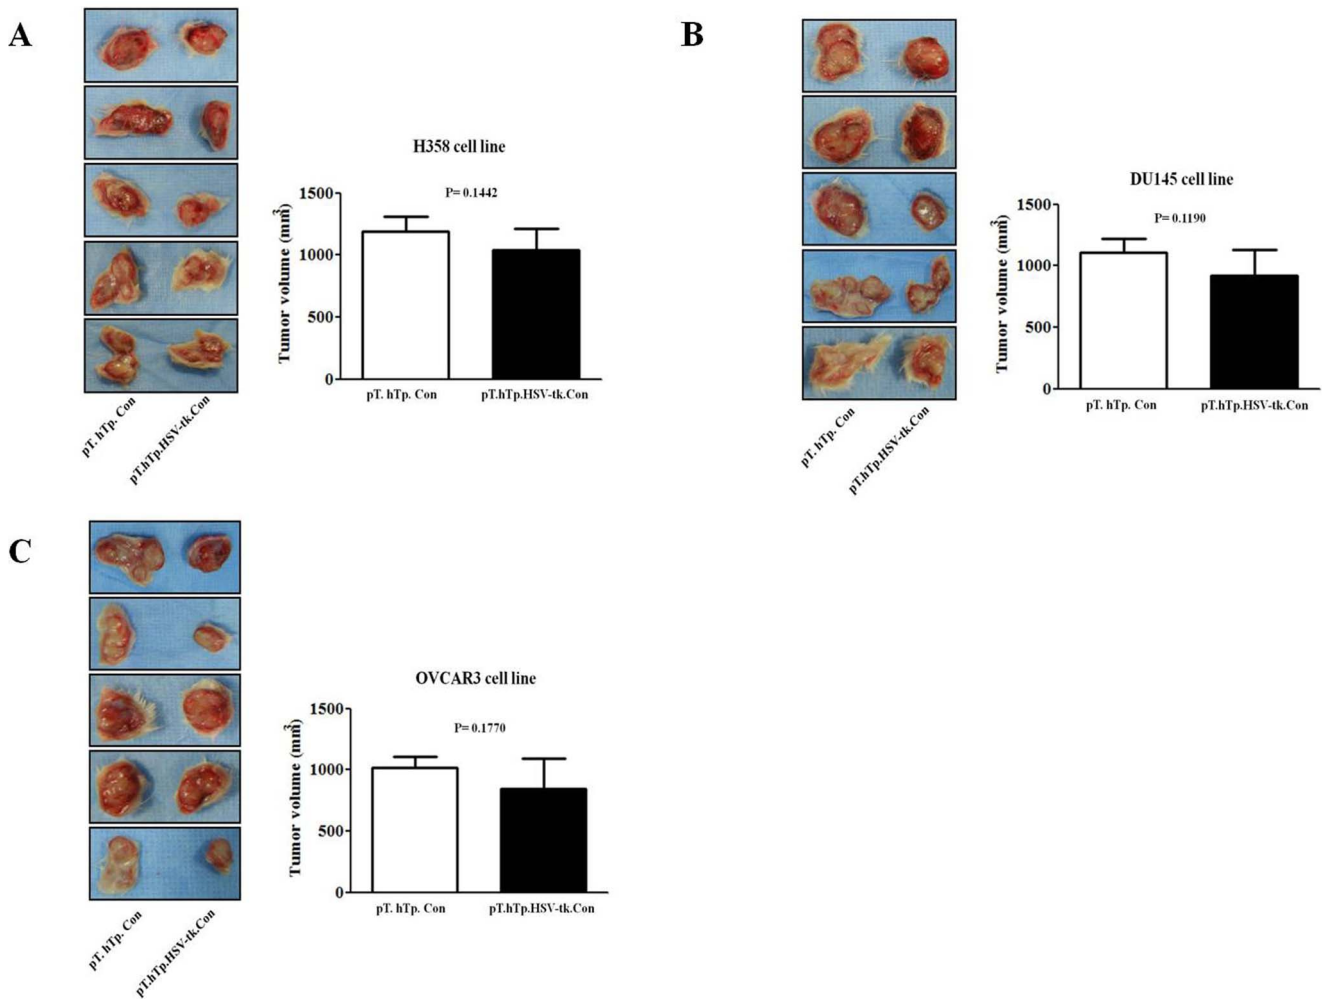 A
H358 cell line
P= 0.1442
Tumor volume (mm3)
1500
1000
500
0
pT. hTp. Con
pT.hTp.HSV-tk.Con
pT. hTp. Con
pT.hTp.HSV-tk.Con
B
DU145 cell line
P= 0.1190
Tumor volume (mm3)
1500
1000
500
0
pT. hTp. Con
pT.hTp.HSV-tk.Con
pT. hTp. Con
pT.hTp.HSV-tk.Con
C
OVCAR3 cell line
P= 0.1770
Tumor volume (mm3)
1500
1000
500
0
pT. hTp. Con
pT.hTp.HSV-tk.Con
pT. hTp. Con
pT.hTp.HSV-tk.Con